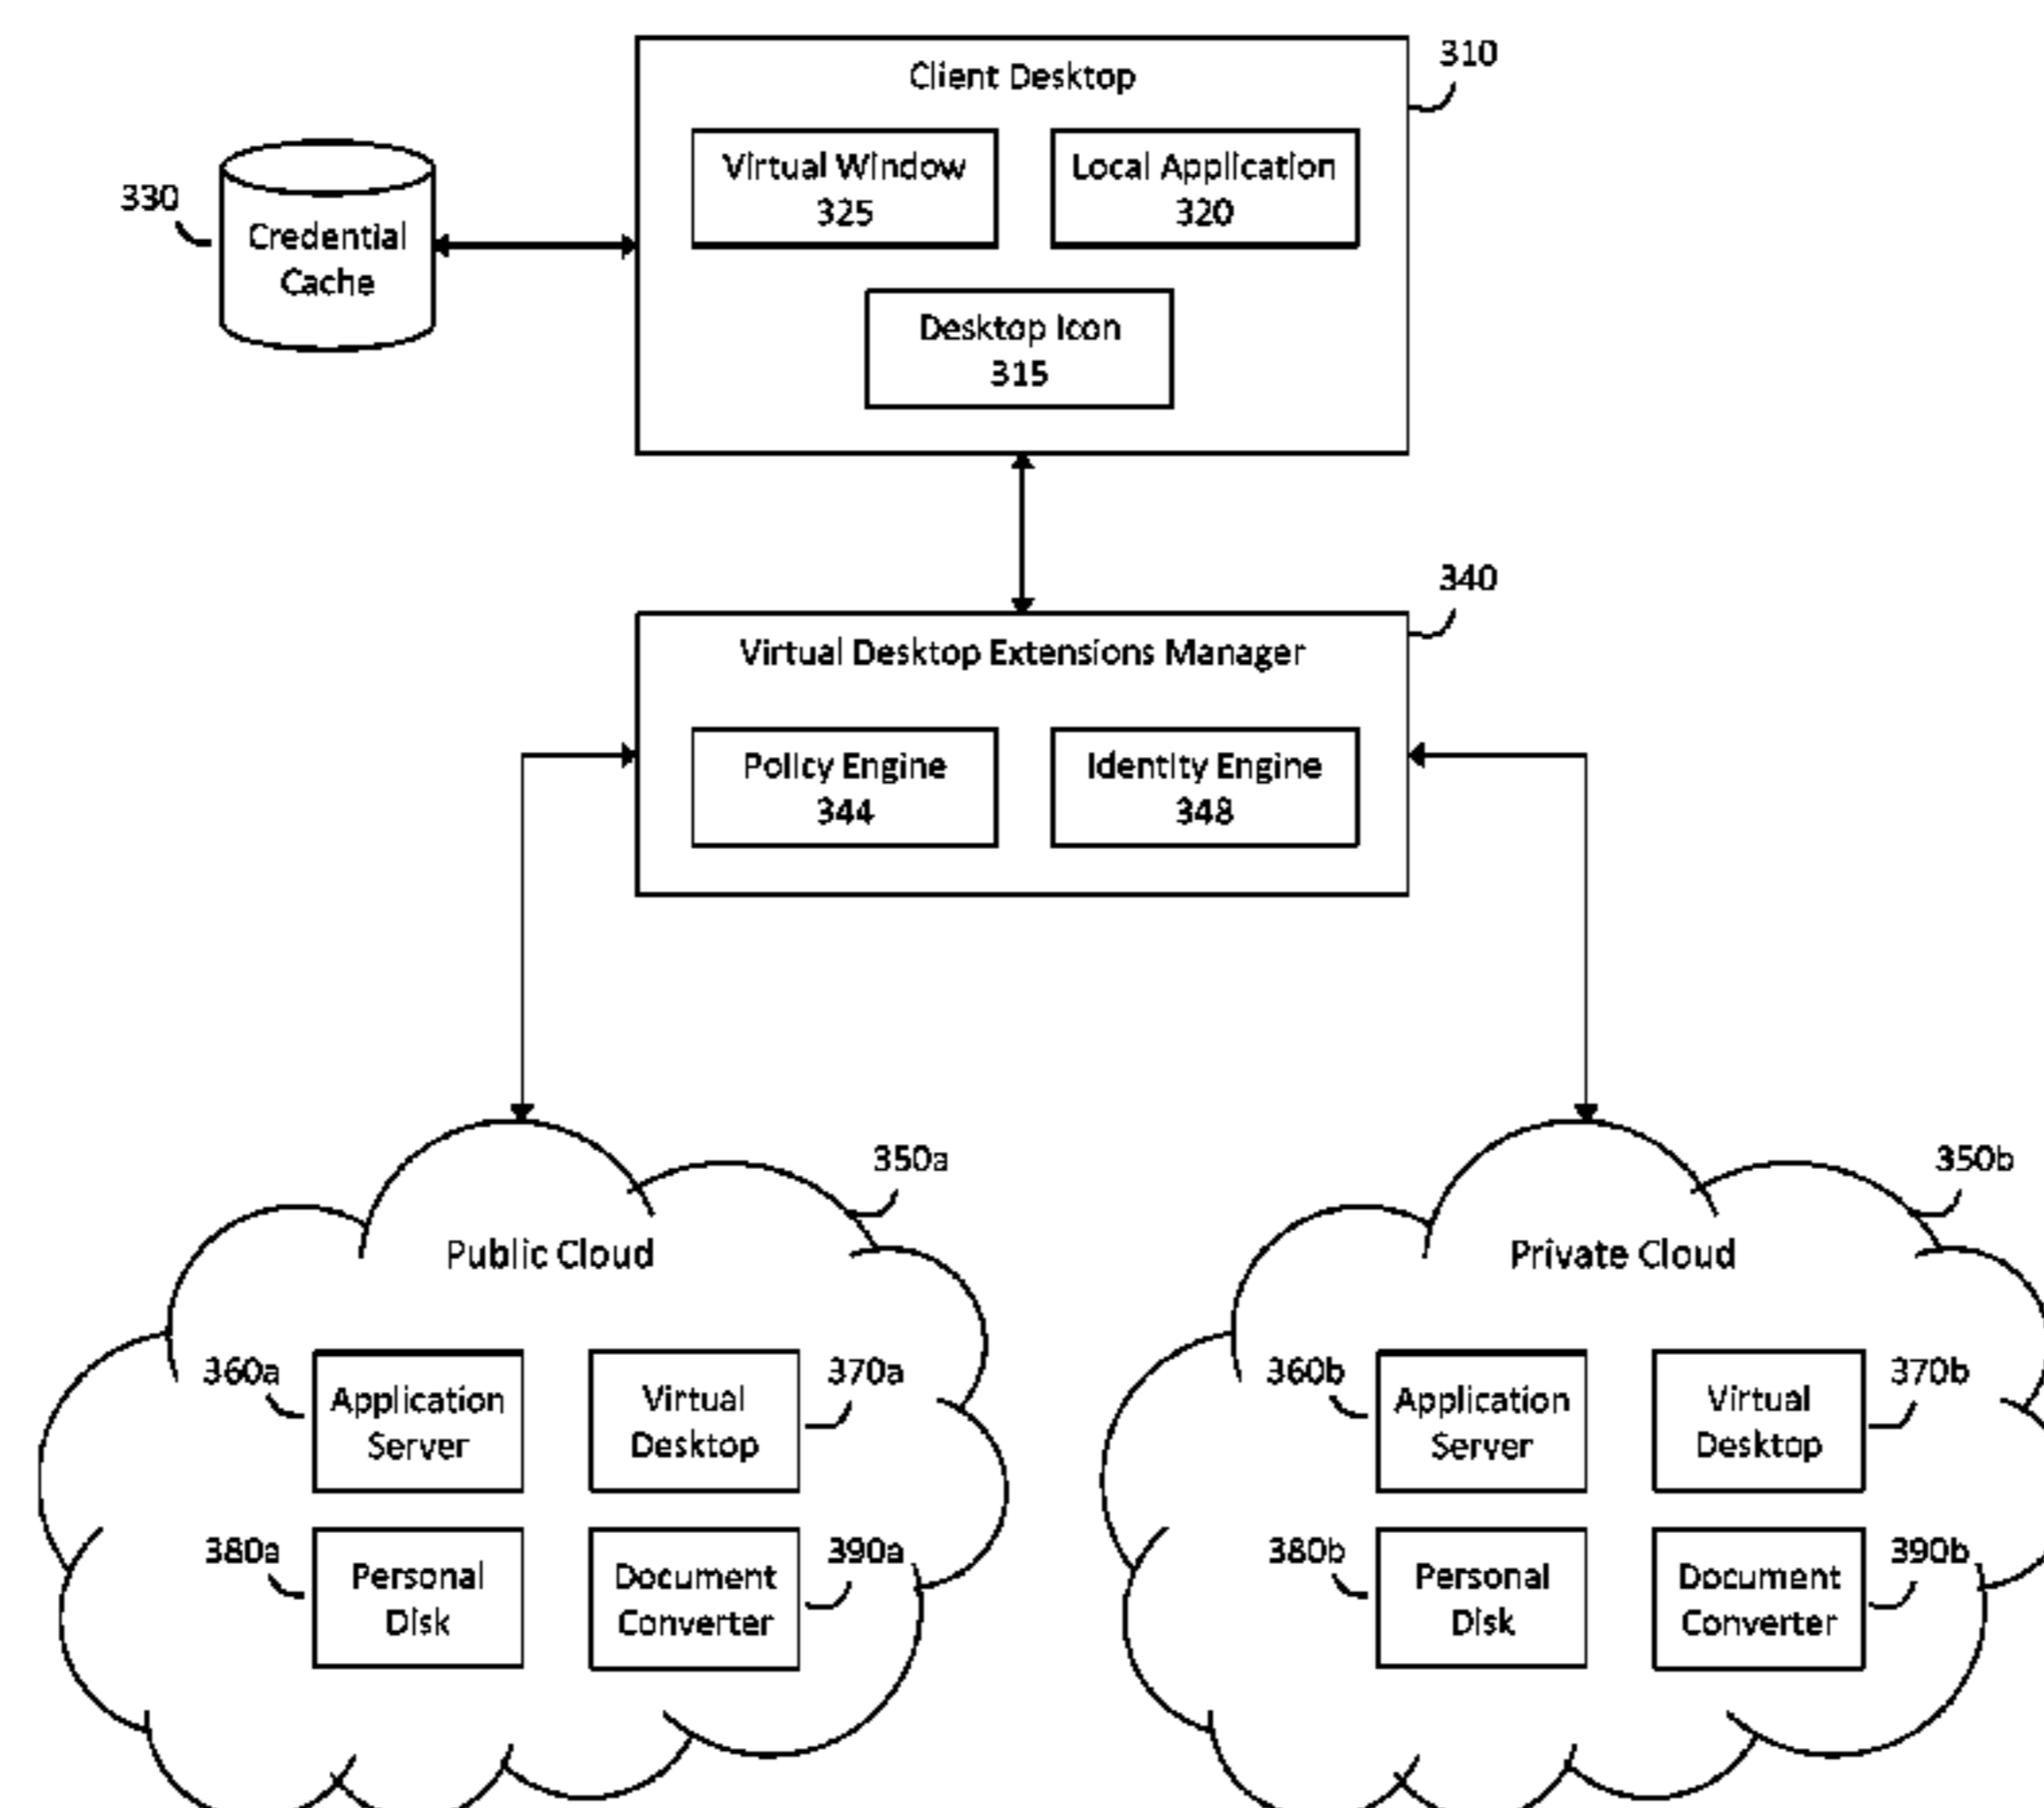 Client Desktop
310
Virtual Window
325
Local Application
320
330
Credential
Cache
Desktop Icon
315
340
Virtual Desktop Extensions Manager
Policy Engine
344
Identity Engine
348
350a
Public Cloud
360a
Application
Server
Virtual
Desktop
370a
380a
Personal
Disk
Document
Converter
390a
350b
Private Cloud
360b
Application
Server
Virtual
Desktop
370b
380b
Personal
Disk
Document
Converter
390b